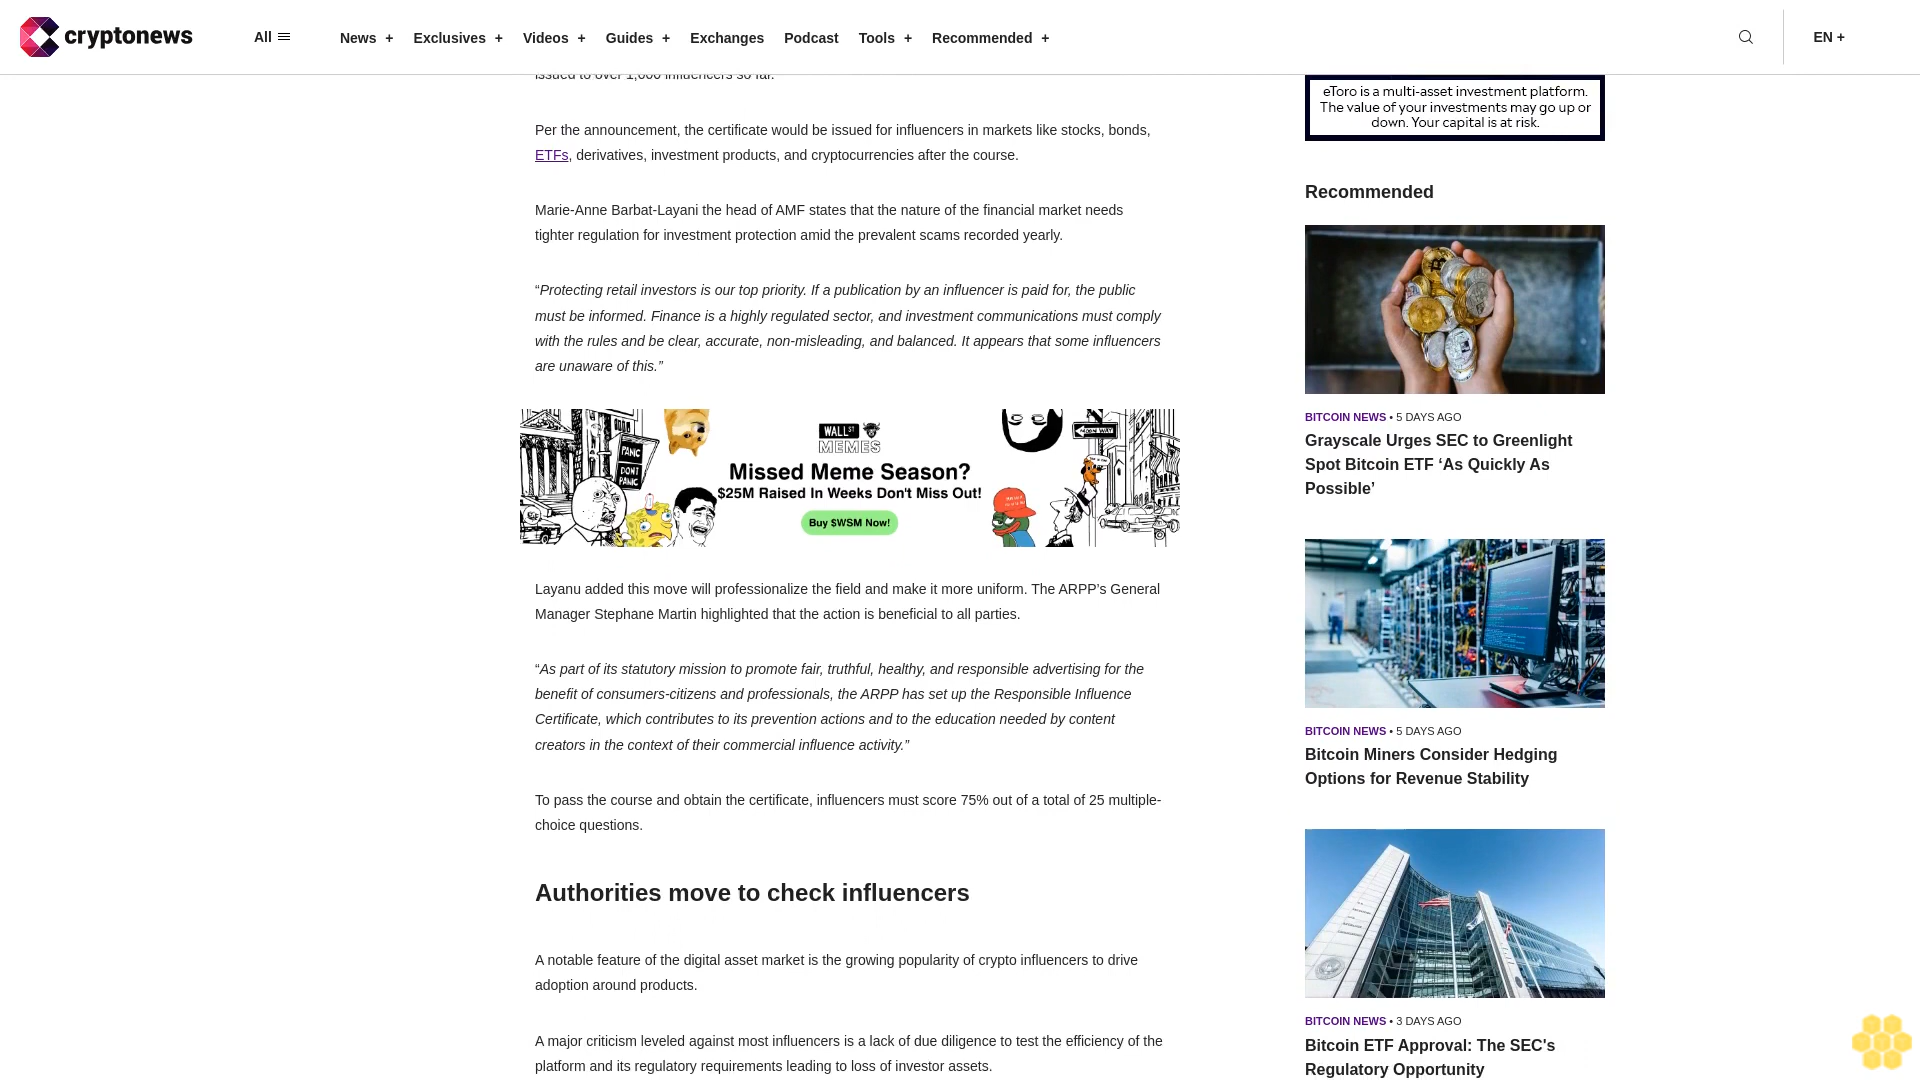 cryptonews
All
News +
Exclusives +
Videos +
Guides +
Exchanges
Podcast
Tools +
Recommended +
EN +
issued to over 1,000 influencers so far.
Per the announcement, the certificate would be issued for influencers in markets like stocks, bonds,
ETFs, derivatives, investment products, and cryptocurrencies after the course.
Marie-Anne Barbat-Layani the head of AMF states that the nature of the financial market needs
tighter regulation for investment protection amid the prevalent scams recorded yearly.
“Protecting retail investors is our top priority. If a publication by an influencer is paid for, the public
must be informed. Finance is a highly regulated sector, and investment communications must comply
with the rules and be clear, accurate, non-misleading, and balanced. It appears that some influencers
are unaware of this.”
PANIC
DON'T
PANIC
WALL ST
MEMES
Missed Meme Season?
$25M Raised In Weeks Don't Miss Out!
Buy $WSM Now!
Layanu added this move will professionalize the field and make it more uniform. The ARPP’s General
Manager Stephane Martin highlighted that the action is beneficial to all parties.
“As part of its statutory mission to promote fair, truthful, healthy, and responsible advertising for the
benefit of consumers-citizens and professionals, the ARPP has set up the Responsible Influence
Certificate, which contributes to its prevention actions and to the education needed by content
creators in the context of their commercial influence activity.”
To pass the course and obtain the certificate, influencers must score 75% out of a total of 25 multiple-
choice questions.
Authorities move to check influencers
A notable feature of the digital asset market is the growing popularity of crypto influencers to drive
adoption around products.
A major criticism leveled against most influencers is a lack of due diligence to test the efficiency of the
platform and its regulatory requirements leading to loss of investor assets.
eToro is a multi-asset investment platform.
The value of your investments may go up or
down. Your capital is at risk.
Recommended
BITCOIN NEWS • 5 DAYS AGO
Grayscale Urges SEC to Greenlight
Spot Bitcoin ETF ‘As Quickly As
Possible’
BITCOIN NEWS • 5 DAYS AGO
Bitcoin Miners Consider Hedging
Options for Revenue Stability
BITCOIN NEWS • 3 DAYS AGO
Bitcoin ETF Approval: The SEC's
Regulatory Opportunity